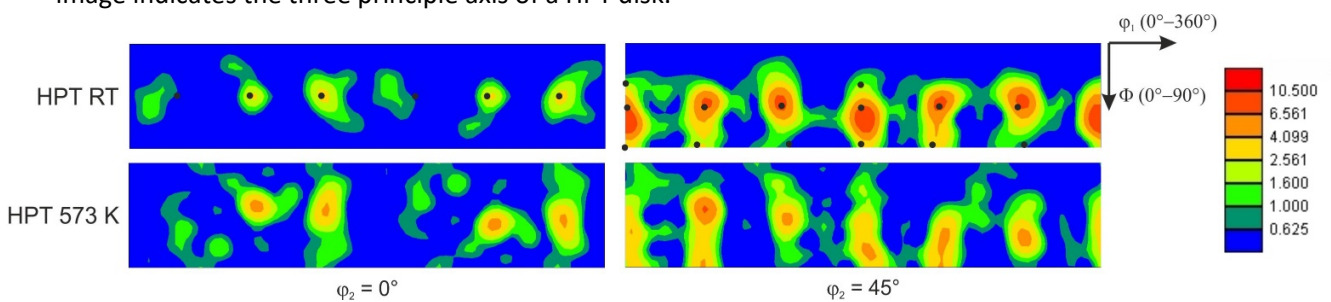 image indicates the three principle axis of a HPT disk.
φ₁ (0°–360°)
HPT RT
Φ (0°–90°)
10.500
6.561
4.099
2.561
1.600
1.000
0.625
HPT 573 K
φ₂ = 0°
φ₂ = 45°